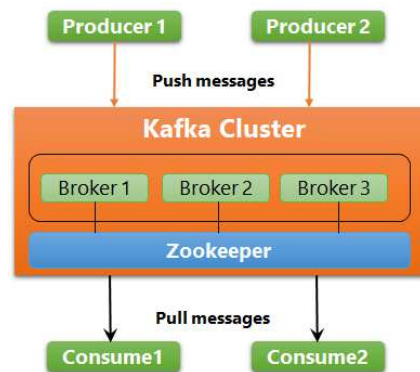 Producer 1 Producer 2
Push messages
Kafka Cluster
Broker 1 Broker 2 Broker 3
Zookeeper
Pull messages
Consume1 Consume2